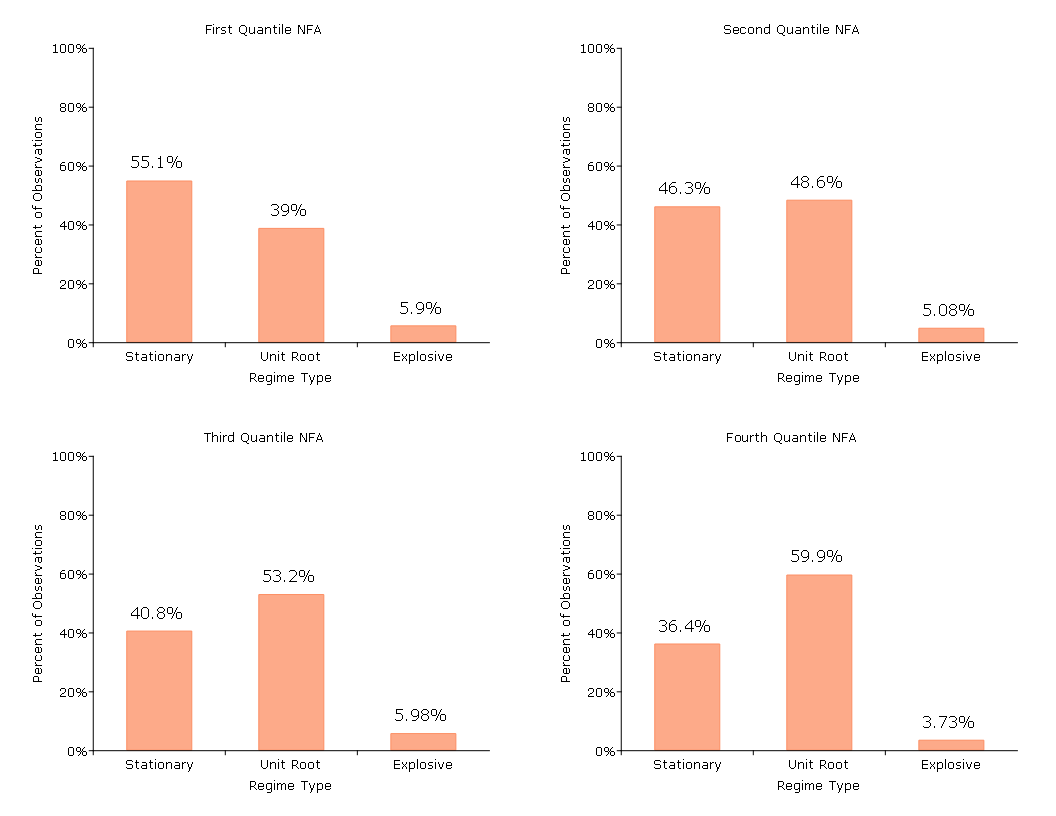 First Quantile NFA
100%
80%
60%
40%
20%
0%
Percent of Observations
55.1%
39%
5.9%
Stationary
Unit Root
Explosive
Regime Type
Second Quantile NFA
100%
80%
60%
40%
20%
0%
Percent of Observations
46.3%
48.6%
5.08%
Stationary
Unit Root
Explosive
Regime Type
Third Quantile NFA
100%
80%
60%
40%
20%
0%
Percent of Observations
40.8%
53.2%
5.98%
Stationary
Unit Root
Explosive
Regime Type
Fourth Quantile NFA
100%
80%
60%
40%
20%
0%
Percent of Observations
36.4%
59.9%
3.73%
Stationary
Unit Root
Explosive
Regime Type